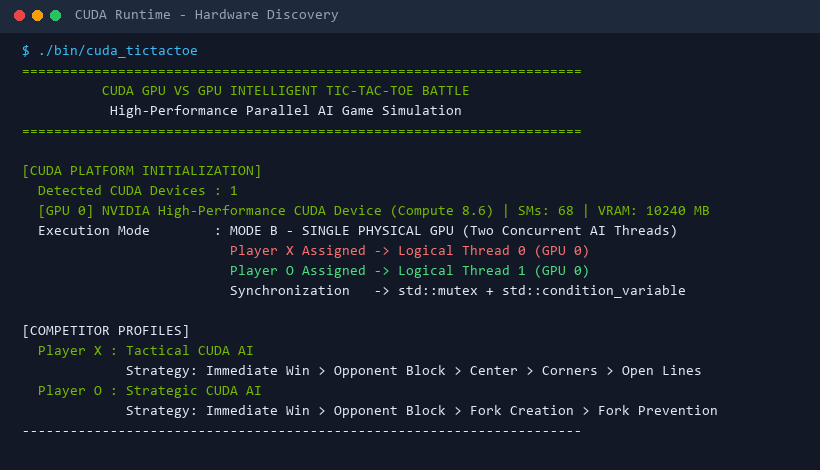 CUDA Runtime - Hardware Discovery
$ ./bin/cuda_tictactoe
======================================================================
CUDA GPU VS GPU INTELLIGENT TIC-TAC-TOE BATTLE
High-Performance Parallel AI Game Simulation
======================================================================
[CUDA PLATFORM INITIALIZATION]
Detected CUDA Devices : 1
[GPU 0] NVIDIA High-Performance CUDA Device (Compute 8.6) | SMs: 68 | VRAM: 10240 MB
Execution Mode        : MODE B - SINGLE PHYSICAL GPU (Two Concurrent AI Threads)
Player X Assigned -> Logical Thread 0 (GPU 0)
Player O Assigned -> Logical Thread 1 (GPU 0)
Synchronization   -> std::mutex + std::condition_variable
[COMPETITOR PROFILES]
Player X : Tactical CUDA AI
Strategy: Immediate Win > Opponent Block > Center > Corners > Open Lines
Player O : Strategic CUDA AI
Strategy: Immediate Win > Opponent Block > Fork Creation > Fork Prevention
----------------------------------------------------------------------